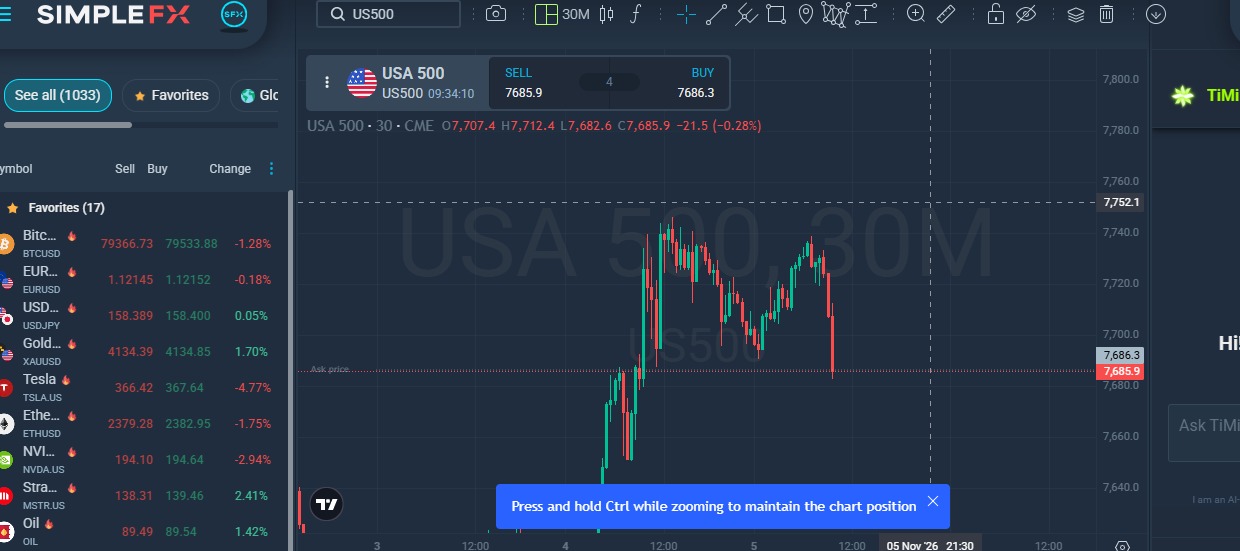 SIMPLEFX
SFX
US500
30M
See all (1033)
Favorites
Glc
ymbol Sell Buy Change
Favorites (17)
Bitc...
BTCUSD
79366.73 79533.88 -1.28%
EUR...
EURUSD
1.12145 1.12152 -0.18%
USD...
USDJPY
158.389 158.400 0.05%
Gold...
XAUUSD
4134.39 4134.85 1.70%
Tesla
TSLA.US
366.42 367.64 -4.77%
Ethe...
ETHUSD
2379.28 2382.95 -1.75%
NVI...
NVDA.US
194.10 194.64 -2.94%
Stra...
MSTR.US
138.31 139.46 2.41%
Oil
OIL
89.49 89.54 1.42%
USA 500
US500 09:34:10
SELL
7685.9
4
BUY
7686.3
USA 500 · 30 · CME O7,707.4 H7,712.4 L7,682.6 C7,685.9 −21.5 (−0.28%)
USA 500, 30M
US500
Ask price
7,800.0
7,780.0
7,760.0
7,752.1
7,740.0
7,720.0
7,700.0
7,686.3
7,685.9
7,680.0
7,660.0
7,640.0
Press and hold Ctrl while zooming to maintain the chart position
3 12:00 4 12:00 5 12:00 05 Nov '26 21:30 12:00
TiMi
Hi!
Ask TiMi
I am an AI-